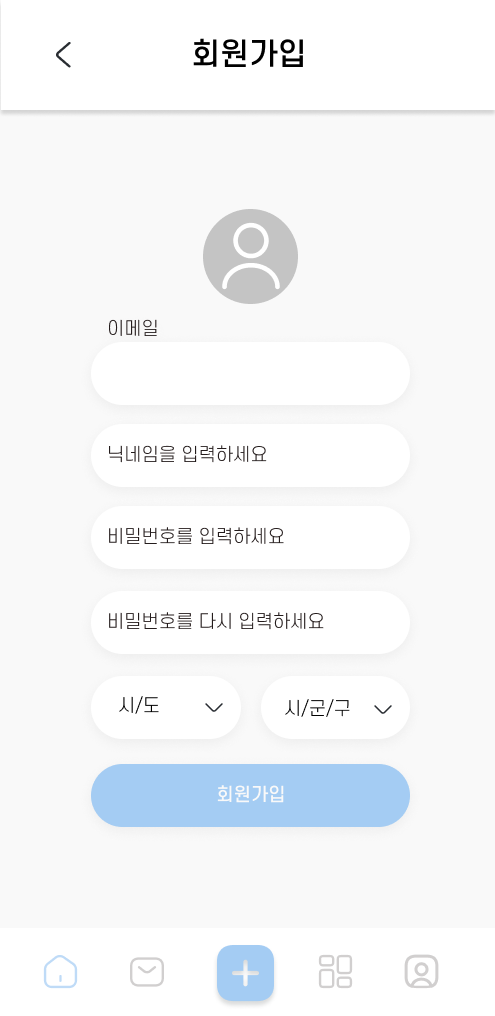 회원가입
이메일
닉네임을 입력하세요
비밀번호를 입력하세요
비밀번호를 다시 입력하세요
시/도
시/군/구
회원가입